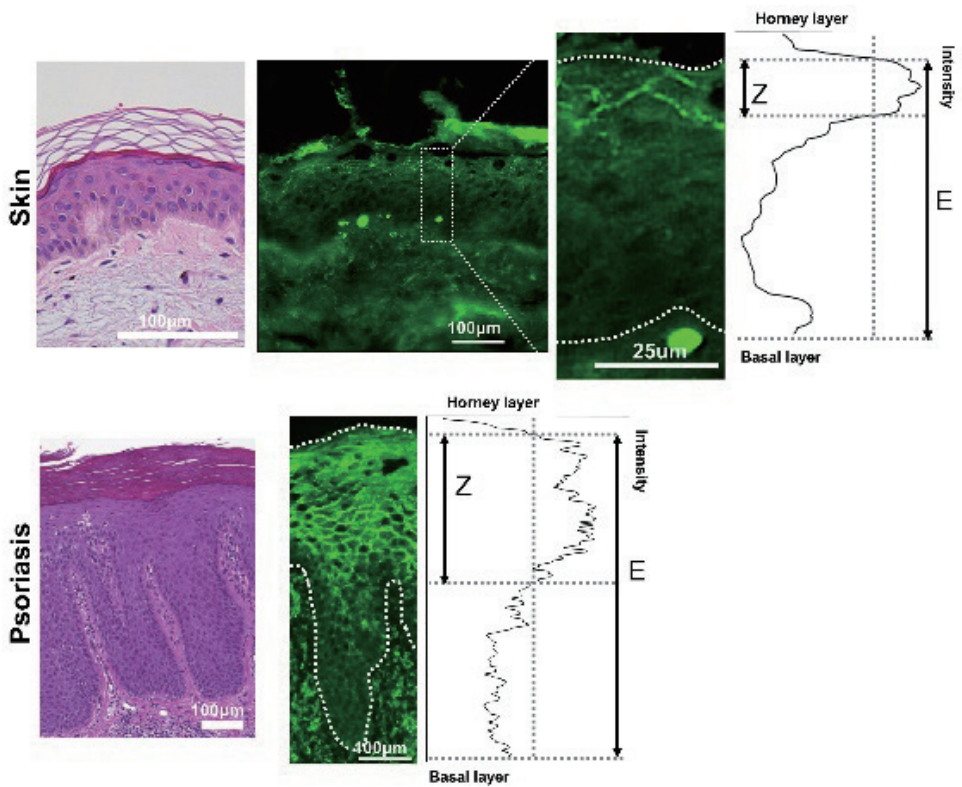 Skin
100µm
100µm
25um
Horney layer
Intensity
Z
E
Basal layer
Psoriasis
100µm
400µm
Horney layer
Intensity
Z
E
Basal layer